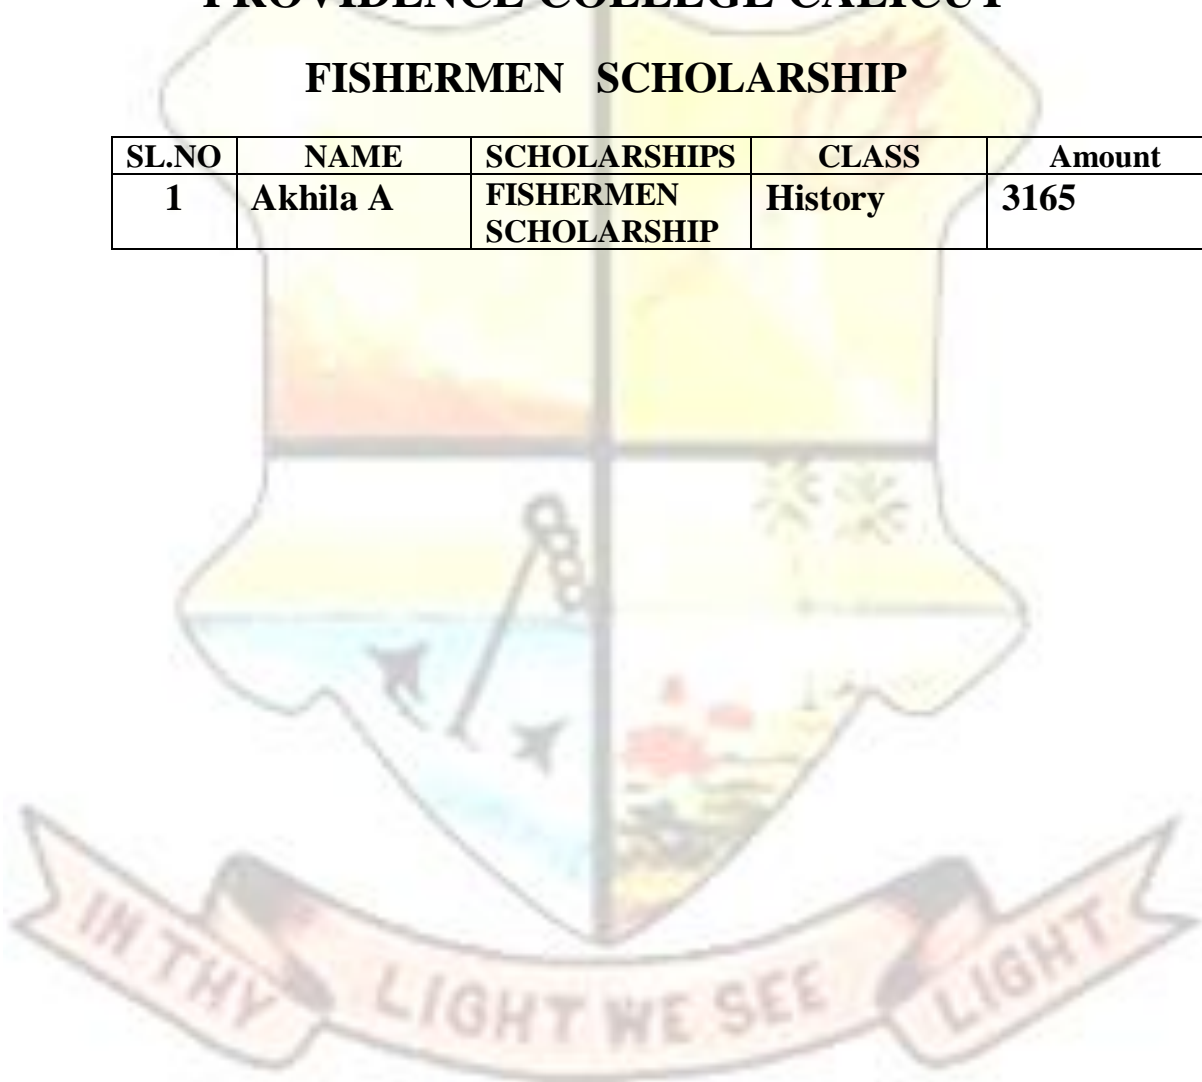 PROVIDENCE COLLEGE CALICUT
FISHERMEN SCHOLARSHIP
SL.NO NAME SCHOLARSHIPS CLASS Amount
1 Akhila A FISHERMEN SCHOLARSHIP History 3165
IN THY LIGHT WE SEE LIGHT